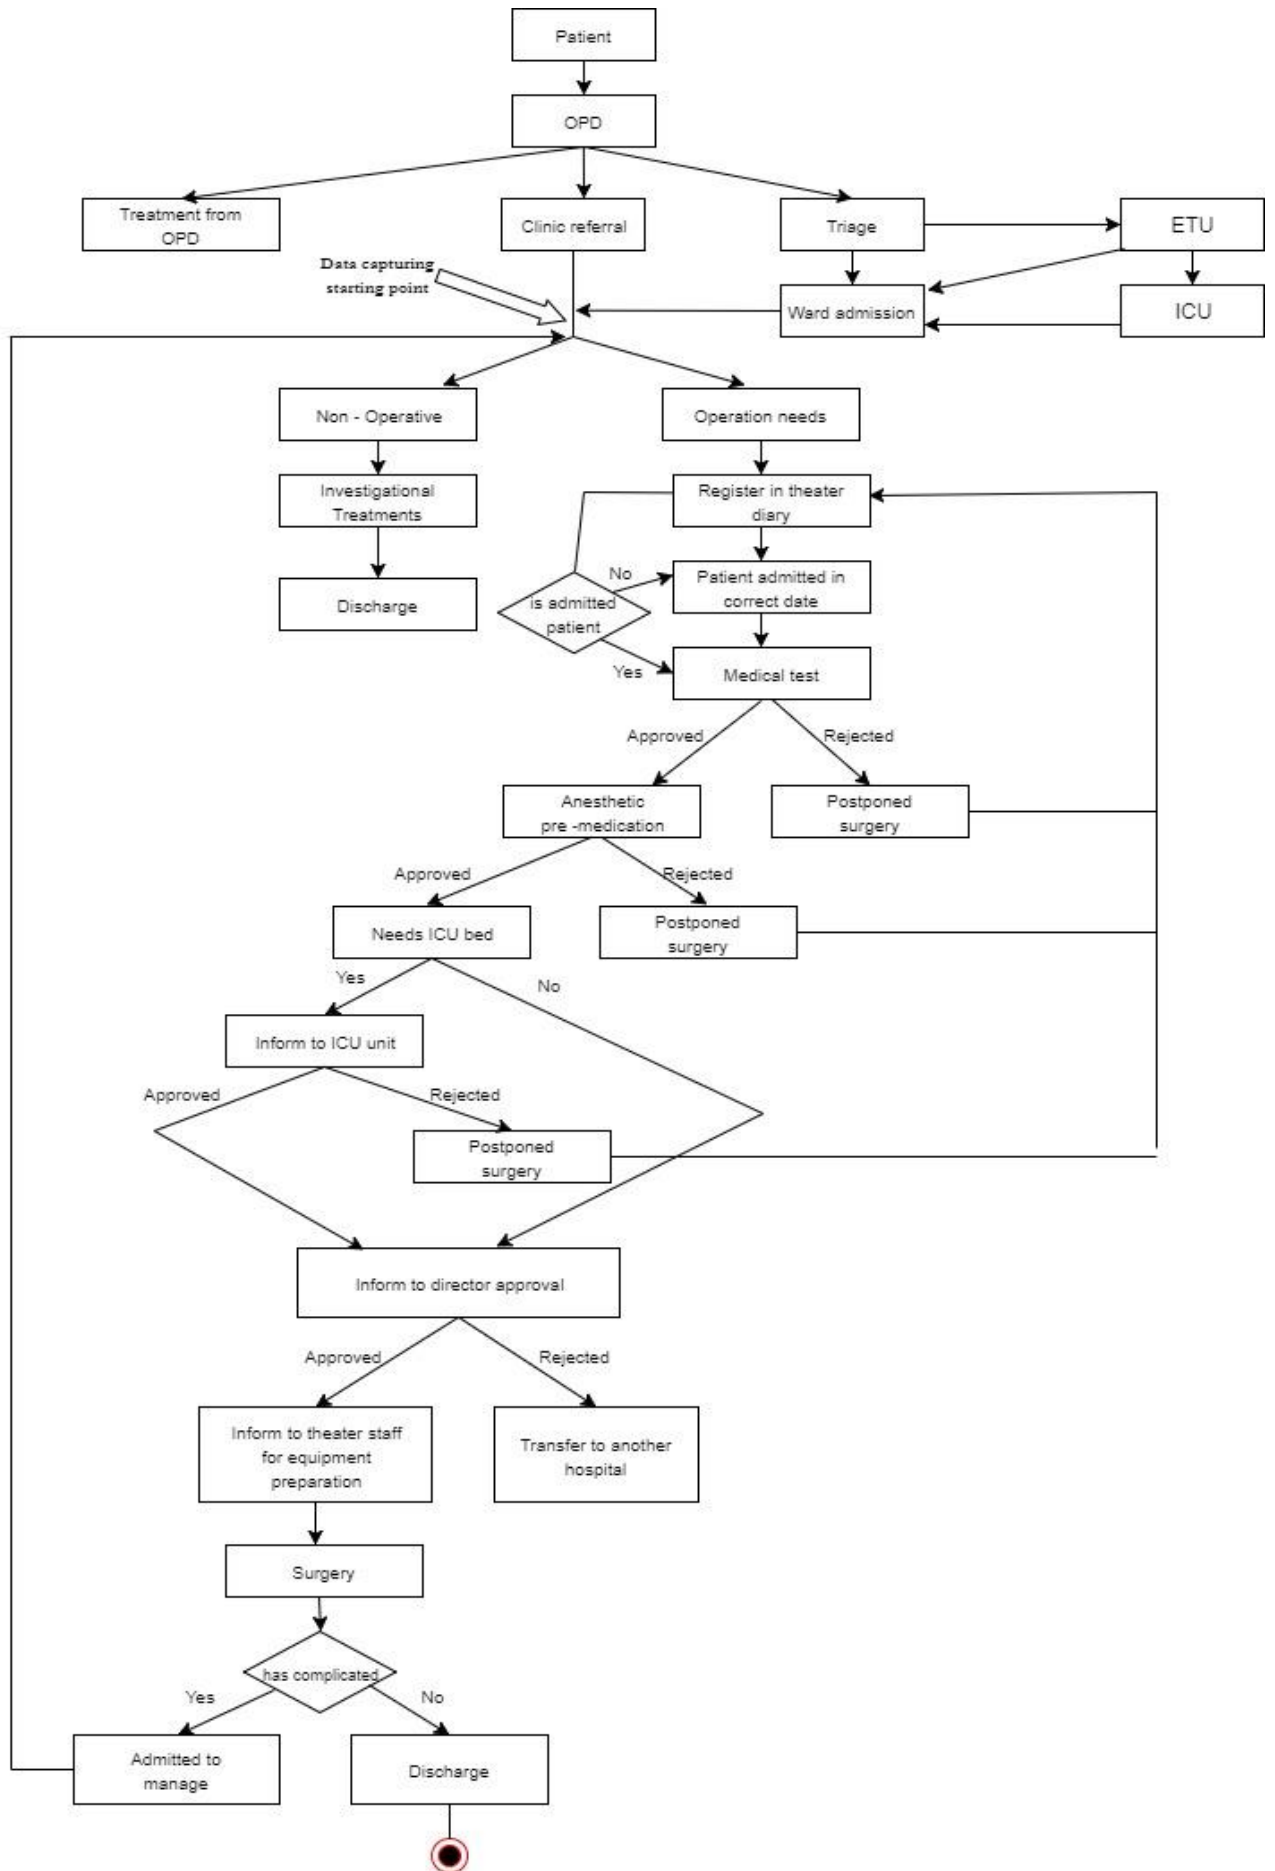 Patient
OPD
Treatment from
OPD
Clinic referral
Triage
ETU
Data capturing
starting point
Ward admission
ICU
Non - Operative
Operation needs
Investigational
Treatments
Register in theater
diary
Discharge
No
is admitted
patient
Patient admitted in
correct date
Yes
Medical test
Approved
Rejected
Anesthetic
pre -medication
Postponed
surgery
Approved
Rejected
Needs ICU bed
Postponed
surgery
Yes
No
Inform to ICU unit
Approved
Rejected
Postponed
surgery
Inform to director approval
Approved
Rejected
Inform to theater staff
for equipment
preparation
Transfer to another
hospital
Surgery
has complicated
Yes
No
Admitted to
manage
Discharge